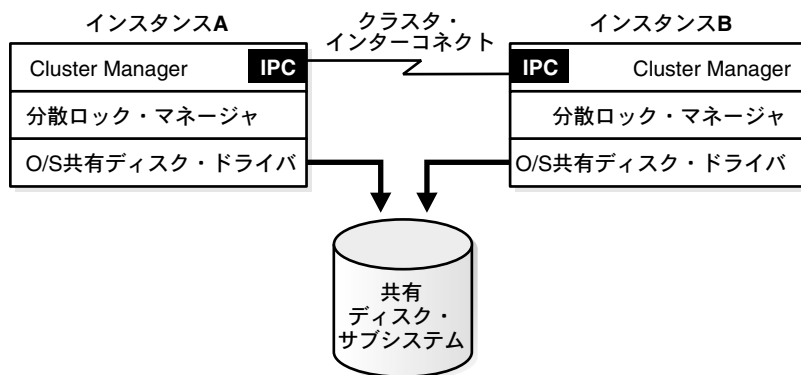 インスタンスA
クラスタ・
インターコネクト
インスタンスB
Cluster Manager IPC
IPC Cluster Manager
分散ロック・マネージャ
分散ロック・マネージャ
O/S共有ディスク・ドライバ
O/S共有ディスク・ドライバ
共有
ディスク・
サブシステム